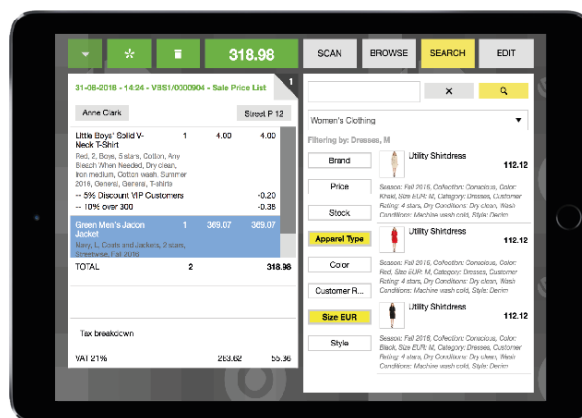 318.98
SCAN
BROWSE
SEARCH
EDIT
31-08-2016 - 14:24 - VBS1/0000904 - Sale Price List
1
Anne Clark
Street P 12
Little Boys' Solid V-
Neck T-Shirt
1
4.00
4.00
Red, 2, Boys, 5 stars, Cotton, Any
Bleach When Needed, Dry clean,
Iron medium, Cotton wash, Summer
2016, General, General, T-shirts
-- 5% Discount VIP Customers
-0.20
-- 10% over 300
-0.38
Green Men's Jacon
Jacket
1
369.07
369.07
Navy, L, Coats and Jackets, 2 stars,
Streetwise, Fall 2016
TOTAL
2
318.98
Tax breakdown
VAT 21%
263.62
55.36
X
Women's Clothing
Filtering by: Dresses, M
Brand
Price
Stock
Apparel Type
Color
Customer R...
Size EUR
Style
Utility Shirtdress
112.12
Season: Fall 2016, Collection: Conscious, Color:
Khaki, Size EUR: M, Category: Dresses, Customer
Rating: 4 stars, Dry Conditions: Dry clean, Wash
Conditions: Machine wash cold, Style: Denim
Utility Shirtdress
112.12
Season: Fall 2016, Collection: Conscious, Color:
Red, Size EUR: M, Category: Dresses, Customer
Rating: 4 stars, Dry Conditions: Dry clean, Wash
Conditions: Machine wash cold, Style: Denim
Utility Shirtdress
112.12
Season: Fall 2016, Collection: Conscious, Color:
Black, Size EUR: M, Category: Dresses, Customer
Rating: 4 stars, Dry Conditions: Dry clean, Wash
Conditions: Machine wash cold, Style: Denim